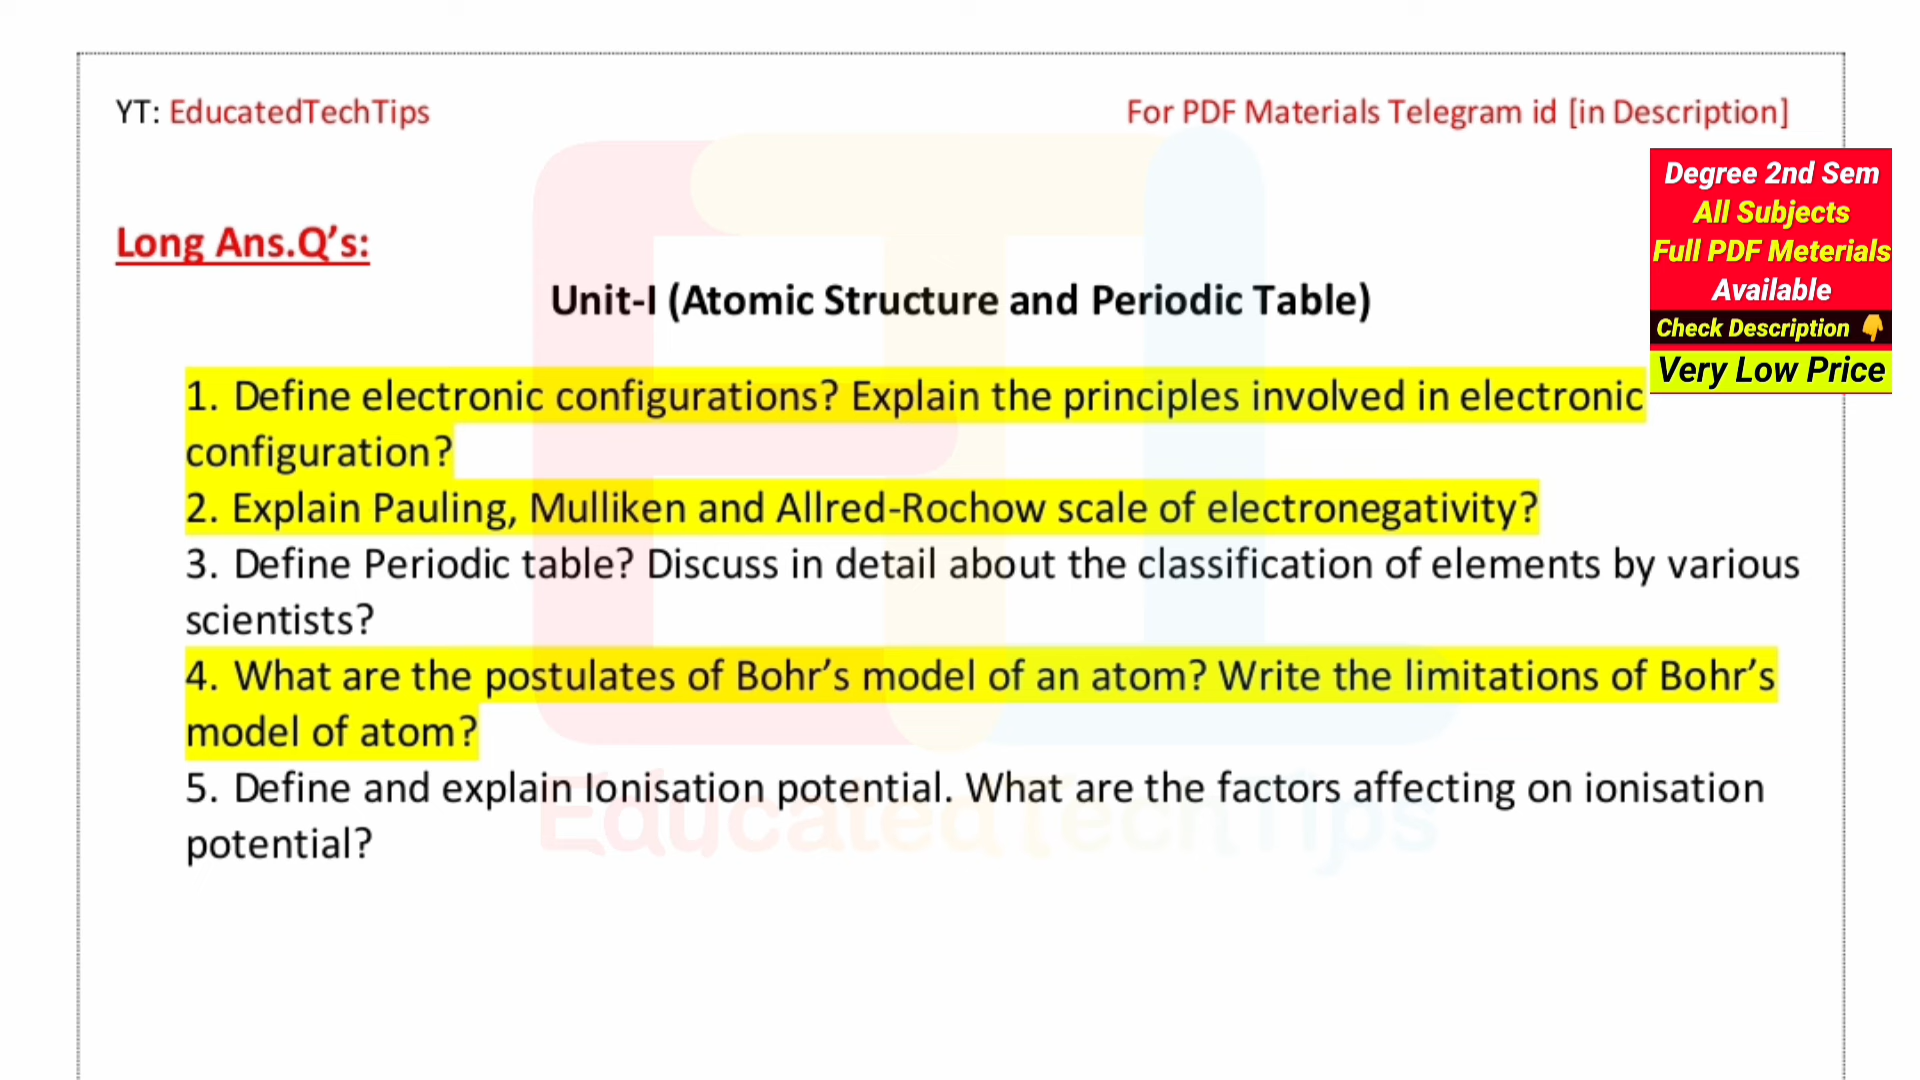 YT: EducatedTechTips
For PDF Materials Telegram id [in Description]
Degree 2nd Sem
All Subjects
Full PDF Meterials
Available
Check Description 👇
Very Low Price
Long Ans.Q’s:
Unit-I (Atomic Structure and Periodic Table)
1. Define electronic configurations? Explain the principles involved in electronic
configuration?
2. Explain Pauling, Mulliken and Allred-Rochow scale of electronegativity?
3. Define Periodic table? Discuss in detail about the classification of elements by various
scientists?
4. What are the postulates of Bohr’s model of an atom? Write the limitations of Bohr’s
model of atom?
5. Define and explain Ionisation potential. What are the factors affecting on ionisation
potential?
EducatedTechTips